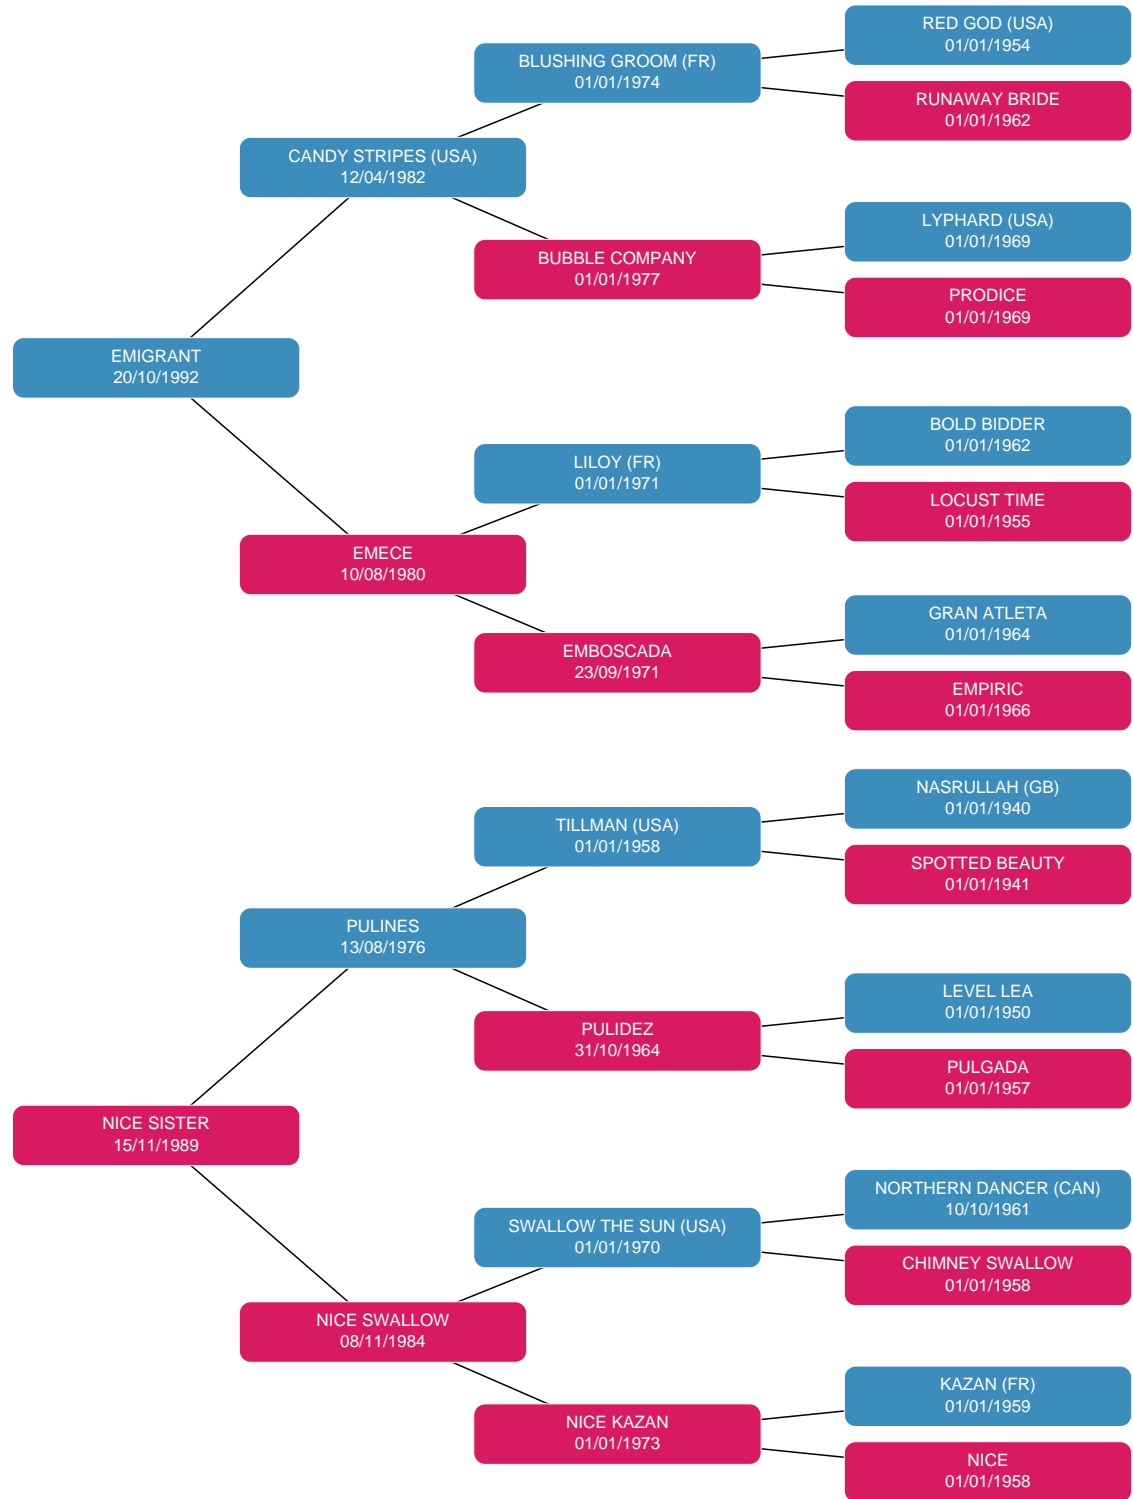 RED GOD (USA)
01/01/1954
BLUSHING GROOM (FR)
01/01/1974
RUNAWAY BRIDE
01/01/1962
CANDY STRIPES (USA)
12/04/1982
LYPHARD (USA)
01/01/1969
BUBBLE COMPANY
01/01/1977
PRODICE
01/01/1969
EMIGRANT
20/10/1992
BOLD BIDDER
01/01/1962
LILOY (FR)
01/01/1971
LOCUST TIME
01/01/1955
EMECE
10/08/1980
GRAN ATLETA
01/01/1964
EMBOSCADA
23/09/1971
EMPIRIC
01/01/1966
NASRULLAH (GB)
01/01/1940
TILLMAN (USA)
01/01/1958
SPOTTED BEAUTY
01/01/1941
PULINES
13/08/1976
LEVEL LEA
01/01/1950
PULIDEZ
31/10/1964
PULGADA
01/01/1957
NICE SISTER
15/11/1989
NORTHERN DANCER (CAN)
10/10/1961
SWALLOW THE SUN (USA)
01/01/1970
CHIMNEY SWALLOW
01/01/1958
NICE SWALLOW
08/11/1984
KAZAN (FR)
01/01/1959
NICE KAZAN
01/01/1973
NICE
01/01/1958